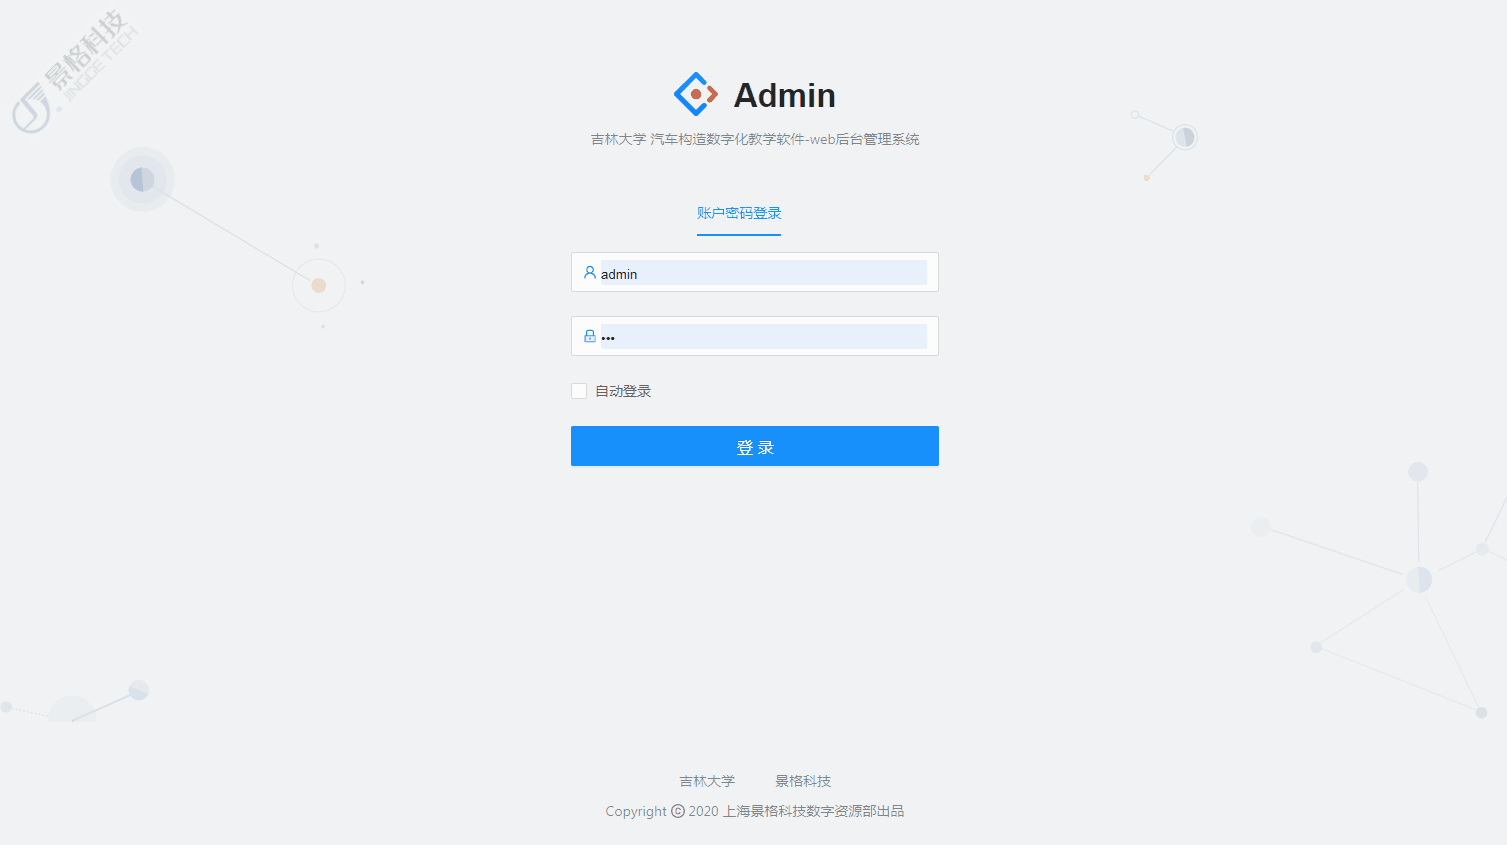 景格科技
JINGGE TECH
Admin
吉林大学 汽车构造数字化教学软件-web后台管理系统
账户密码登录
admin
•••
自动登录
登 录
吉林大学 景格科技
Copyright © 2020 上海景格科技数字资源部出品